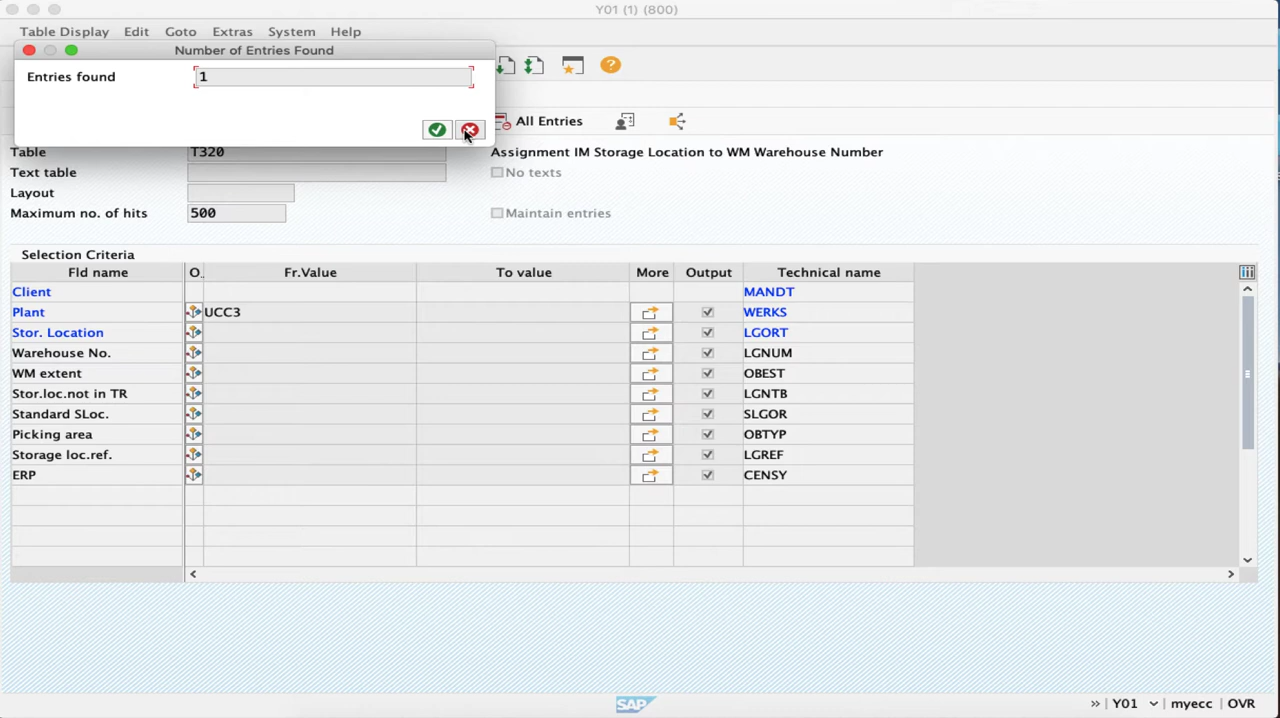 Y01 (1) (800)
Table Display Edit Goto Extras System Help
Number of Entries Found
Entries found 1
All Entries
Table T320 Assignment IM Storage Location to WM Warehouse Number
Text table No texts
Layout
Maximum no. of hits 500 Maintain entries
Selection Criteria
Fld name O. Fr.Value To value More Output Technical name
Client MANDT
Plant UCC3 WERKS
Stor. Location LGORT
Warehouse No. LGNUM
WM extent OBEST
Stor.loc.not in TR LGNTB
Standard SLoc. SLGOR
Picking area OBTYP
Storage loc.ref. LGREF
ERP CENSY
SAP » Y01 myecc OVR